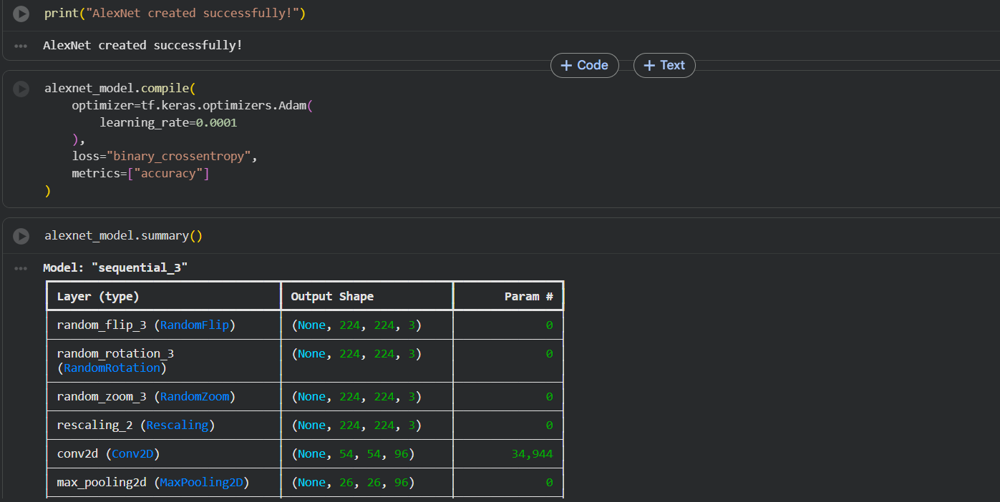 print("AlexNet created successfully!")
AlexNet created successfully!
+ Code + Text
alexnet_model.compile(
    optimizer=tf.keras.optimizers.Adam(
        learning_rate=0.0001
    ),
    loss="binary_crossentropy",
    metrics=["accuracy"]
)
alexnet_model.summary()
Model: "sequential_3"
Layer (type) Output Shape Param #
random_flip_3 (RandomFlip) (None, 224, 224, 3) 0
random_rotation_3 (None, 224, 224, 3) 0
(RandomRotation)
random_zoom_3 (RandomZoom) (None, 224, 224, 3) 0
rescaling_2 (Rescaling) (None, 224, 224, 3) 0
conv2d (Conv2D) (None, 54, 54, 96) 34,944
max_pooling2d (MaxPooling2D) (None, 26, 26, 96) 0